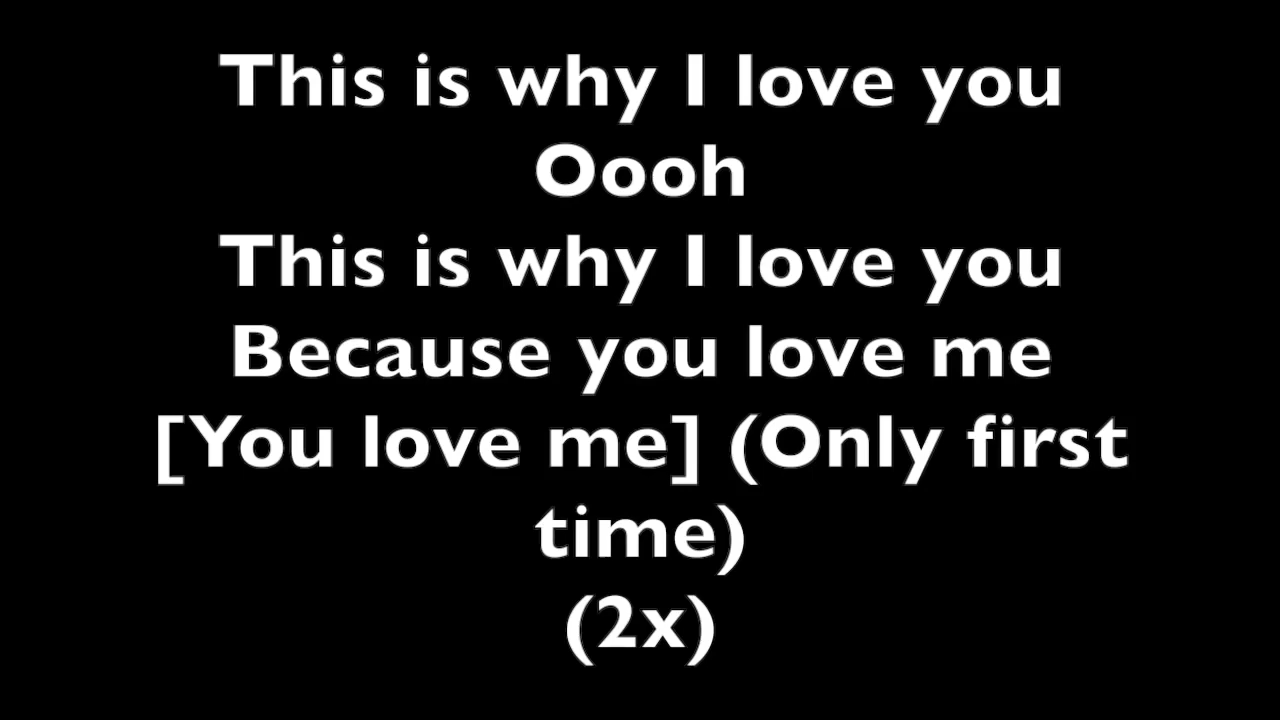 This is why I love you
Oooh
This is why I love you
Because you love me
[You love me] (Only first
time)
(2x)